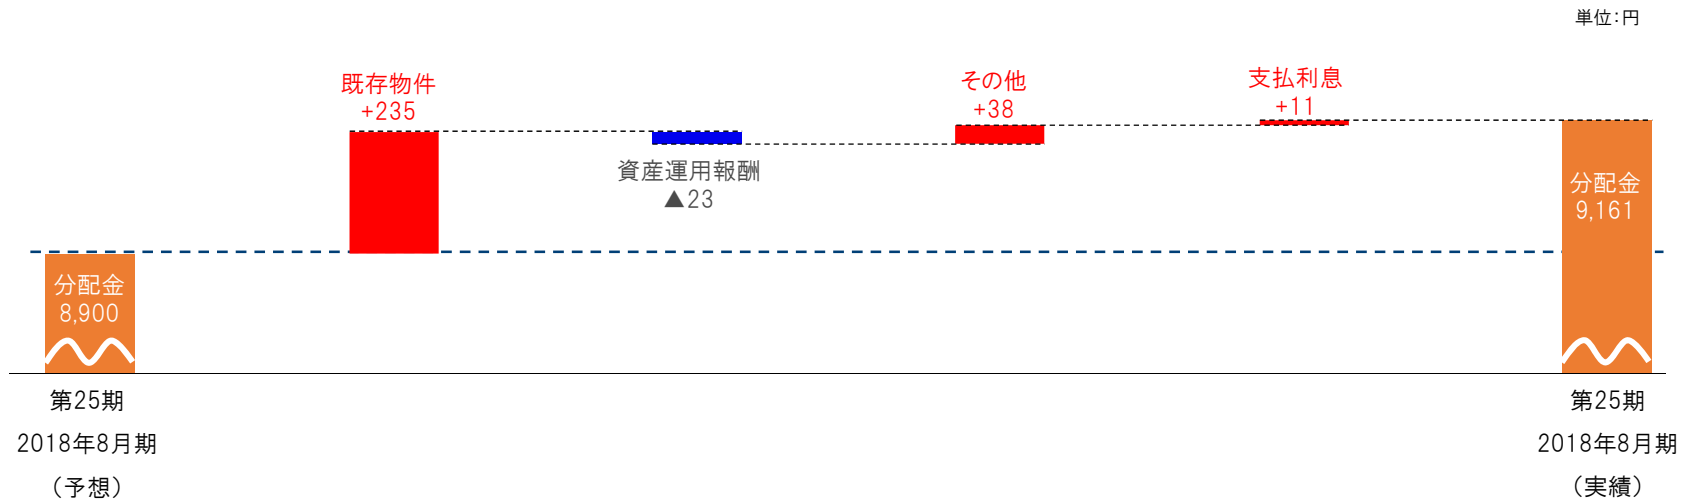 単位：円
既存物件
+235
資産運用報酬
▲23
その他
+38
支払利息
+11
分配金
9,161
分配金
8,900
第25期
2018年8月期
（予想）
第25期
2018年8月期
（実績）